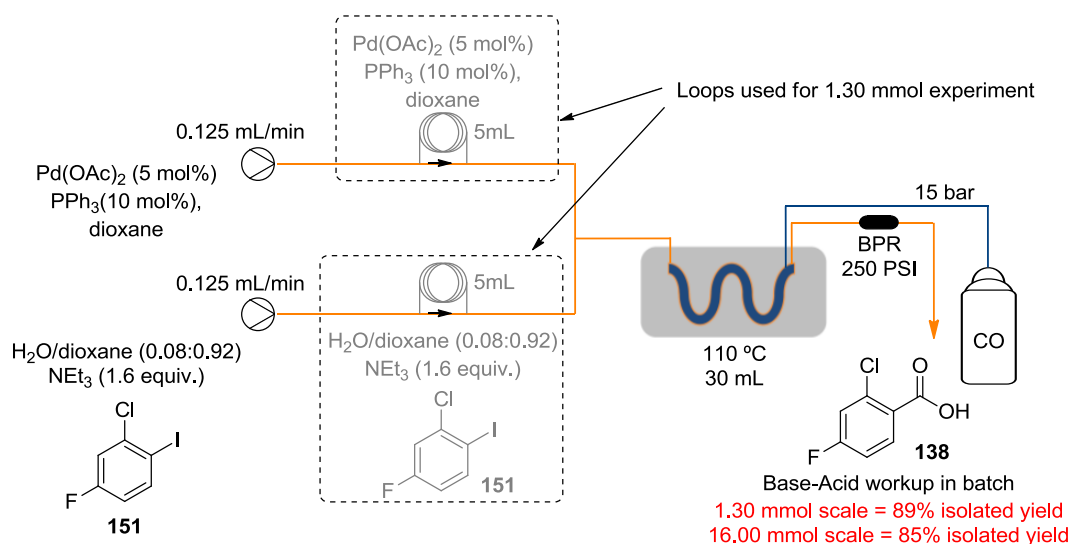 Pd(OAc)2 (5 mol%)
PPh3 (10 mol%),
dioxane
5mL
Loops used for 1.30 mmol experiment
0.125 mL/min
Pd(OAc)2 (5 mol%)
PPh3(10 mol%),
dioxane
0.125 mL/min
5mL
H2O/dioxane (0.08:0.92)
NEt3 (1.6 equiv.)
Cl
I
F
151
H2O/dioxane (0.08:0.92)
NEt3 (1.6 equiv.)
Cl
I
F
151
110 ºC
30 mL
15 bar
BPR
250 PSI
CO
Cl
O
OH
F
138
Base-Acid workup in batch
1.30 mmol scale = 89% isolated yield
16,00 mmol scale = 85% isolated yield